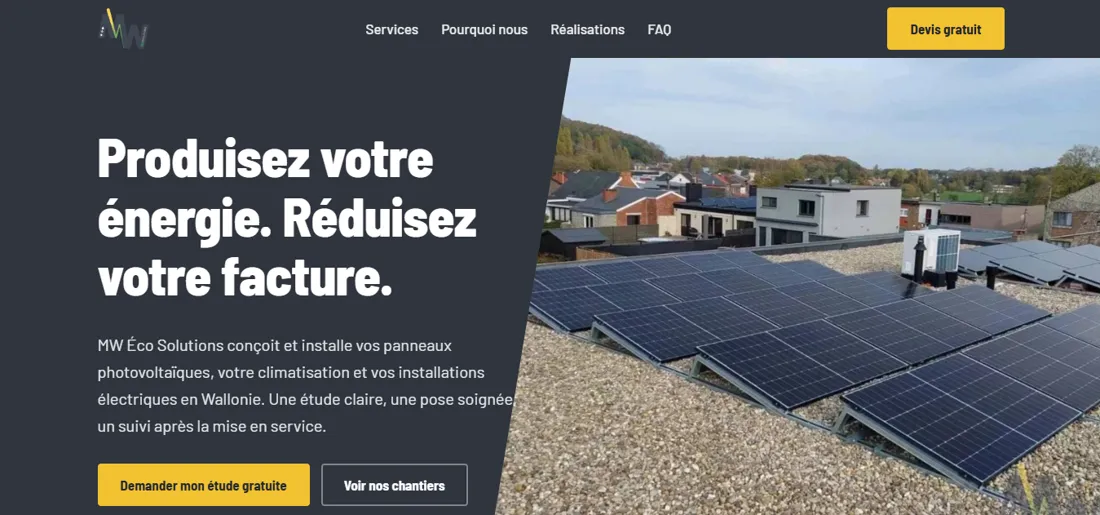 MW
Services
Pourquoi nous
Réalisations
FAQ
Devis gratuit
Produisez votre
énergie. Réduisez
votre facture.
MW Éco Solutions conçoit et installe vos panneaux
photovoltaïques, votre climatisation et vos installations
électriques en Wallonie. Une étude claire, une pose soignée,
un suivi après la mise en service.
Demander mon étude gratuite
Voir nos chantiers